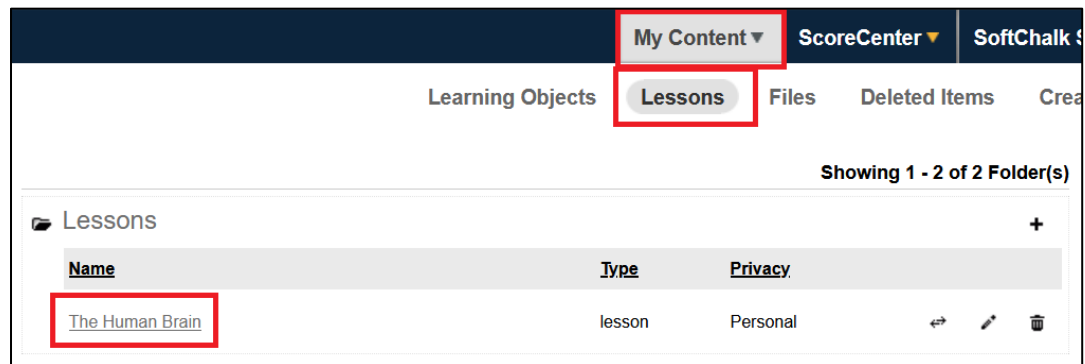 My Content ScoreCenter SoftChalk
Learning Objects Lessons Files Deleted Items
Showing 1 - 2 of 2 Folder(s)
Lessons
Name Type Privacy
The Human Brain lesson Personal